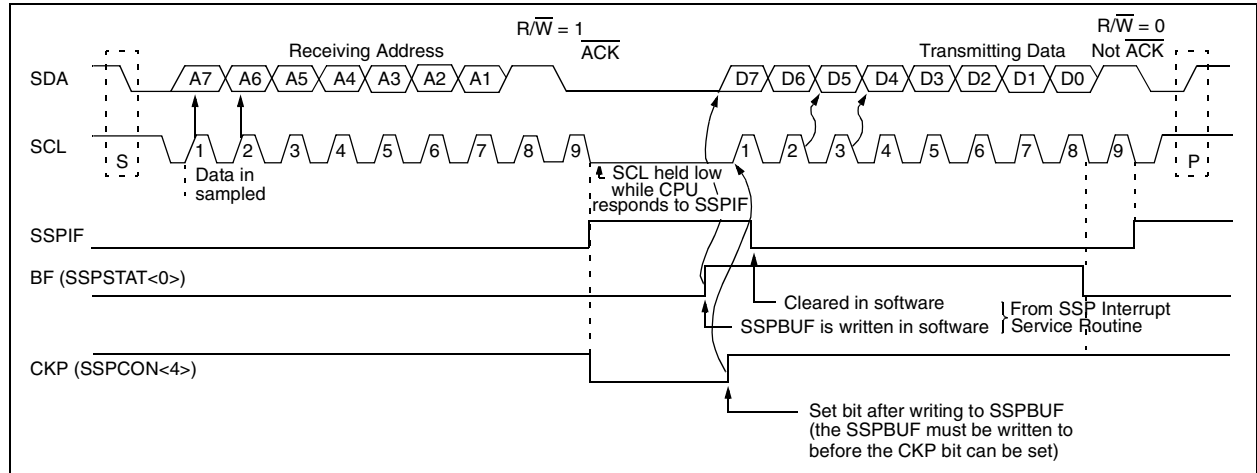 R/W = 1
R/W = 0
Receiving Address
ACK
Transmitting Data
Not ACK
SDA
A7 A6 A5 A4 A3 A2 A1
D7 D6 D5 D4 D3 D2 D1 D0
SCL
S
1 2 3 4 5 6 7 8 9
1 2 3 4 5 6 7 8 9
P
Data in
sampled
SCL held low
while CPU
responds to SSPIF
SSPIF
BF (SSPSTAT<0>)
Cleared in software
SSPBUF is written in software
From SSP Interrupt
Service Routine
CKP (SSPCON<4>)
Set bit after writing to SSPBUF
(the SSPBUF must be written to
before the CKP bit can be set)